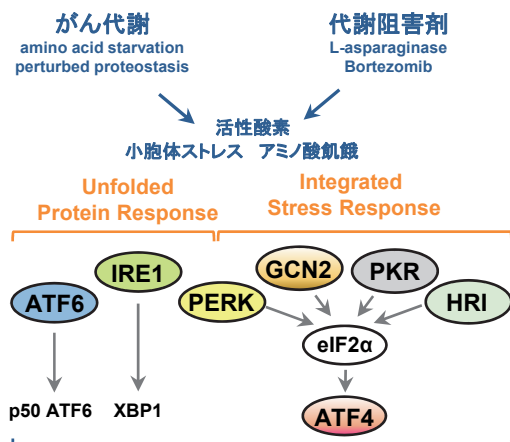 がん代謝
amino acid starvation
perturbed proteostasis
代謝阻害剤
L-asparaginase
Bortezomib
活性酸素
小胞体ストレス アミノ酸飢餓
Unfolded
Protein Response
Integrated
Stress Response
ATF6
IRE1
PERK
GCN2
PKR
HRI
eIF2α
ATF4
p50 ATF6
XBP1